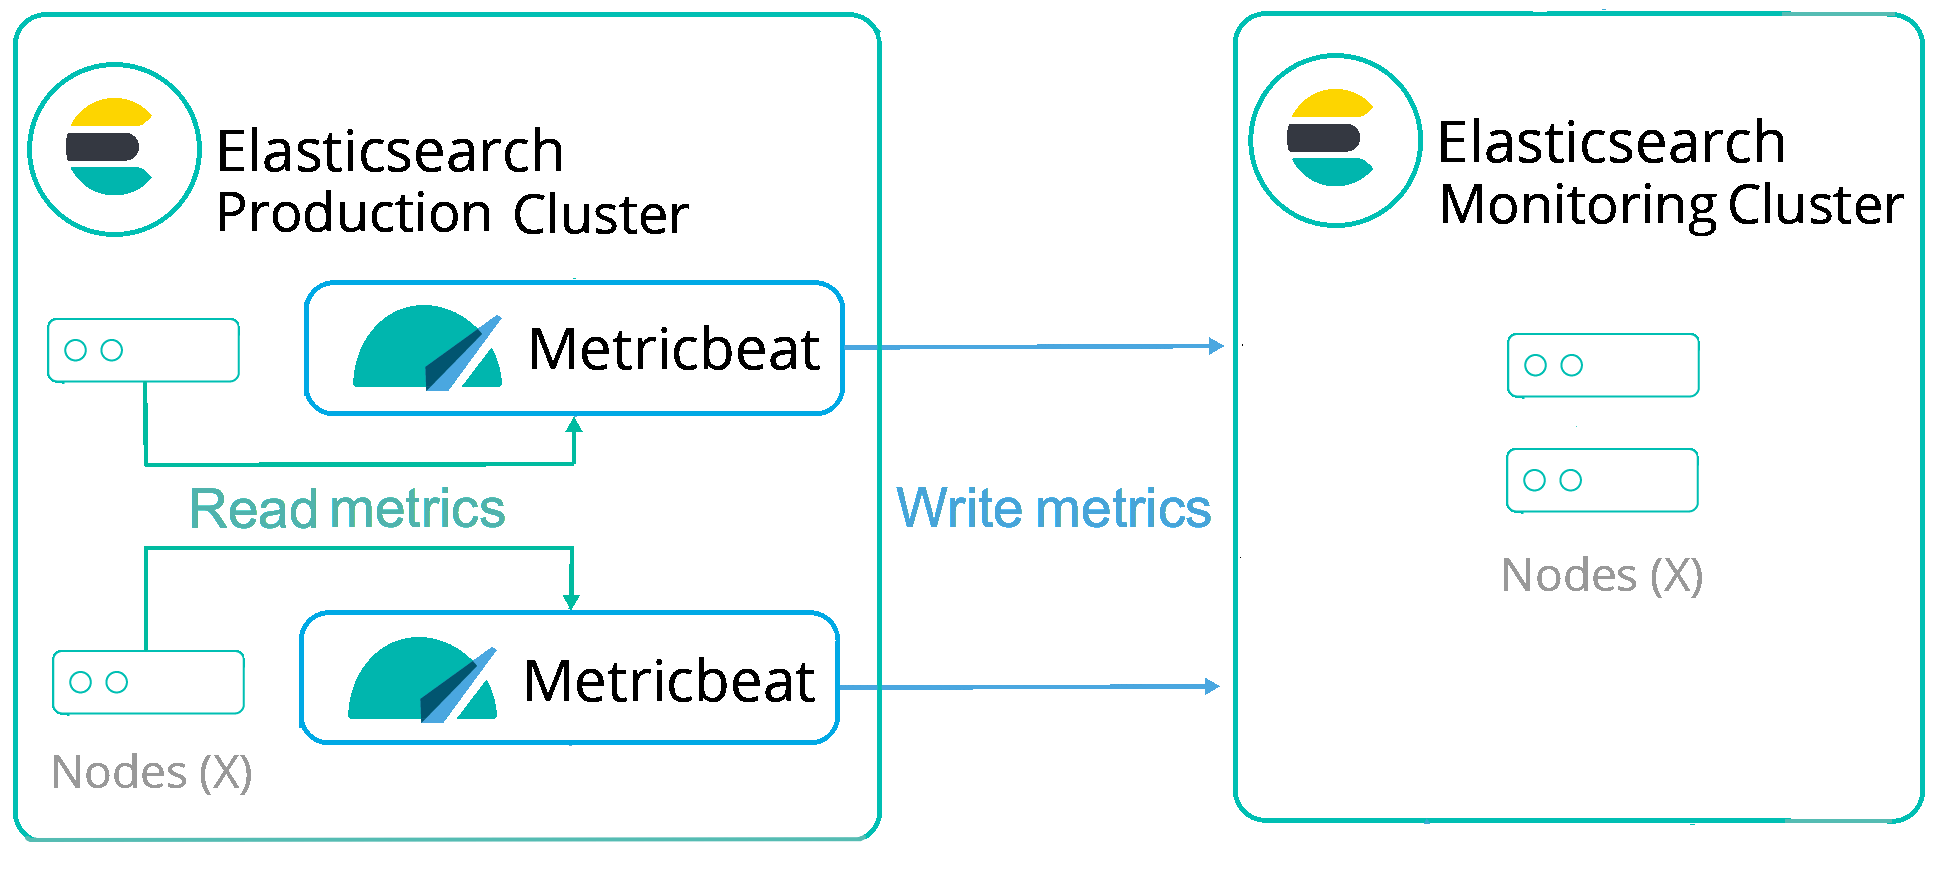 Elasticsearch
Production Cluster
Metricbeat
Read metrics
Metricbeat
Nodes (X)
Write metrics
Elasticsearch
Monitoring Cluster
Nodes (X)